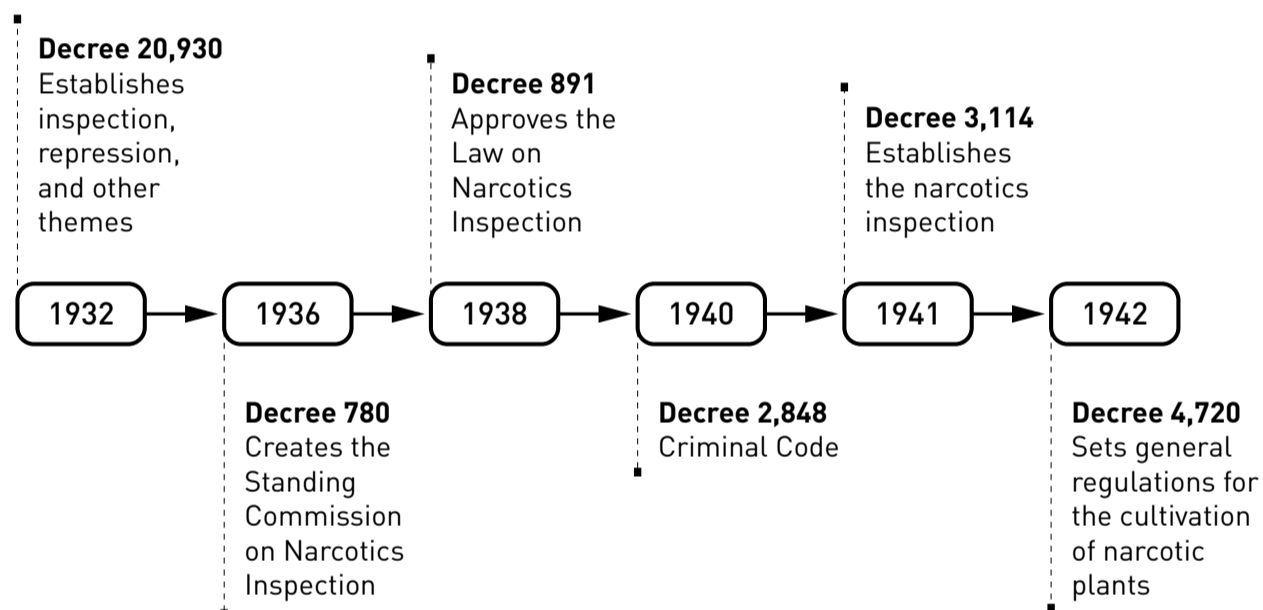 Decree 20,930
Establishes
inspection,
repression,
and other
themes
Decree 891
Approves the
Law on
Narcotics
Inspection
Decree 3,114
Establishes
the narcotics
inspection
1932
1936
1938
1940
1941
1942
Decree 780
Creates the
Standing
Commission
on Narcotics
Inspection
Decree 2,848
Criminal Code
Decree 4,720
Sets general
regulations for
the cultivation
of narcotic
plants